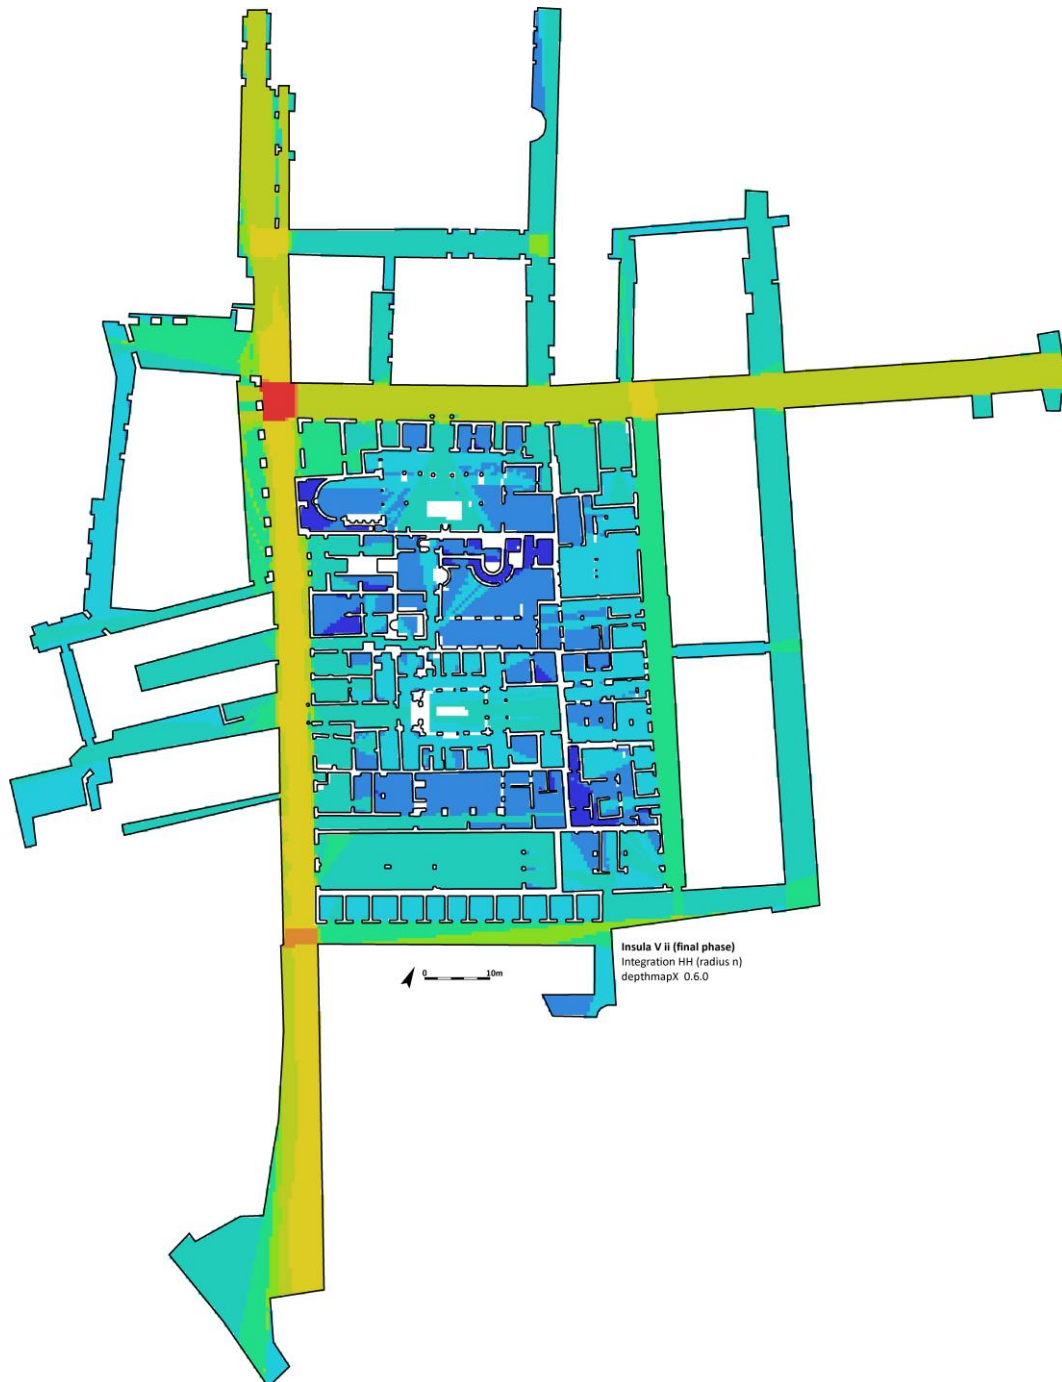 Insula V ii (final phase)
Integration HH (radius n)
depthmapX 0.6.0
0 10m